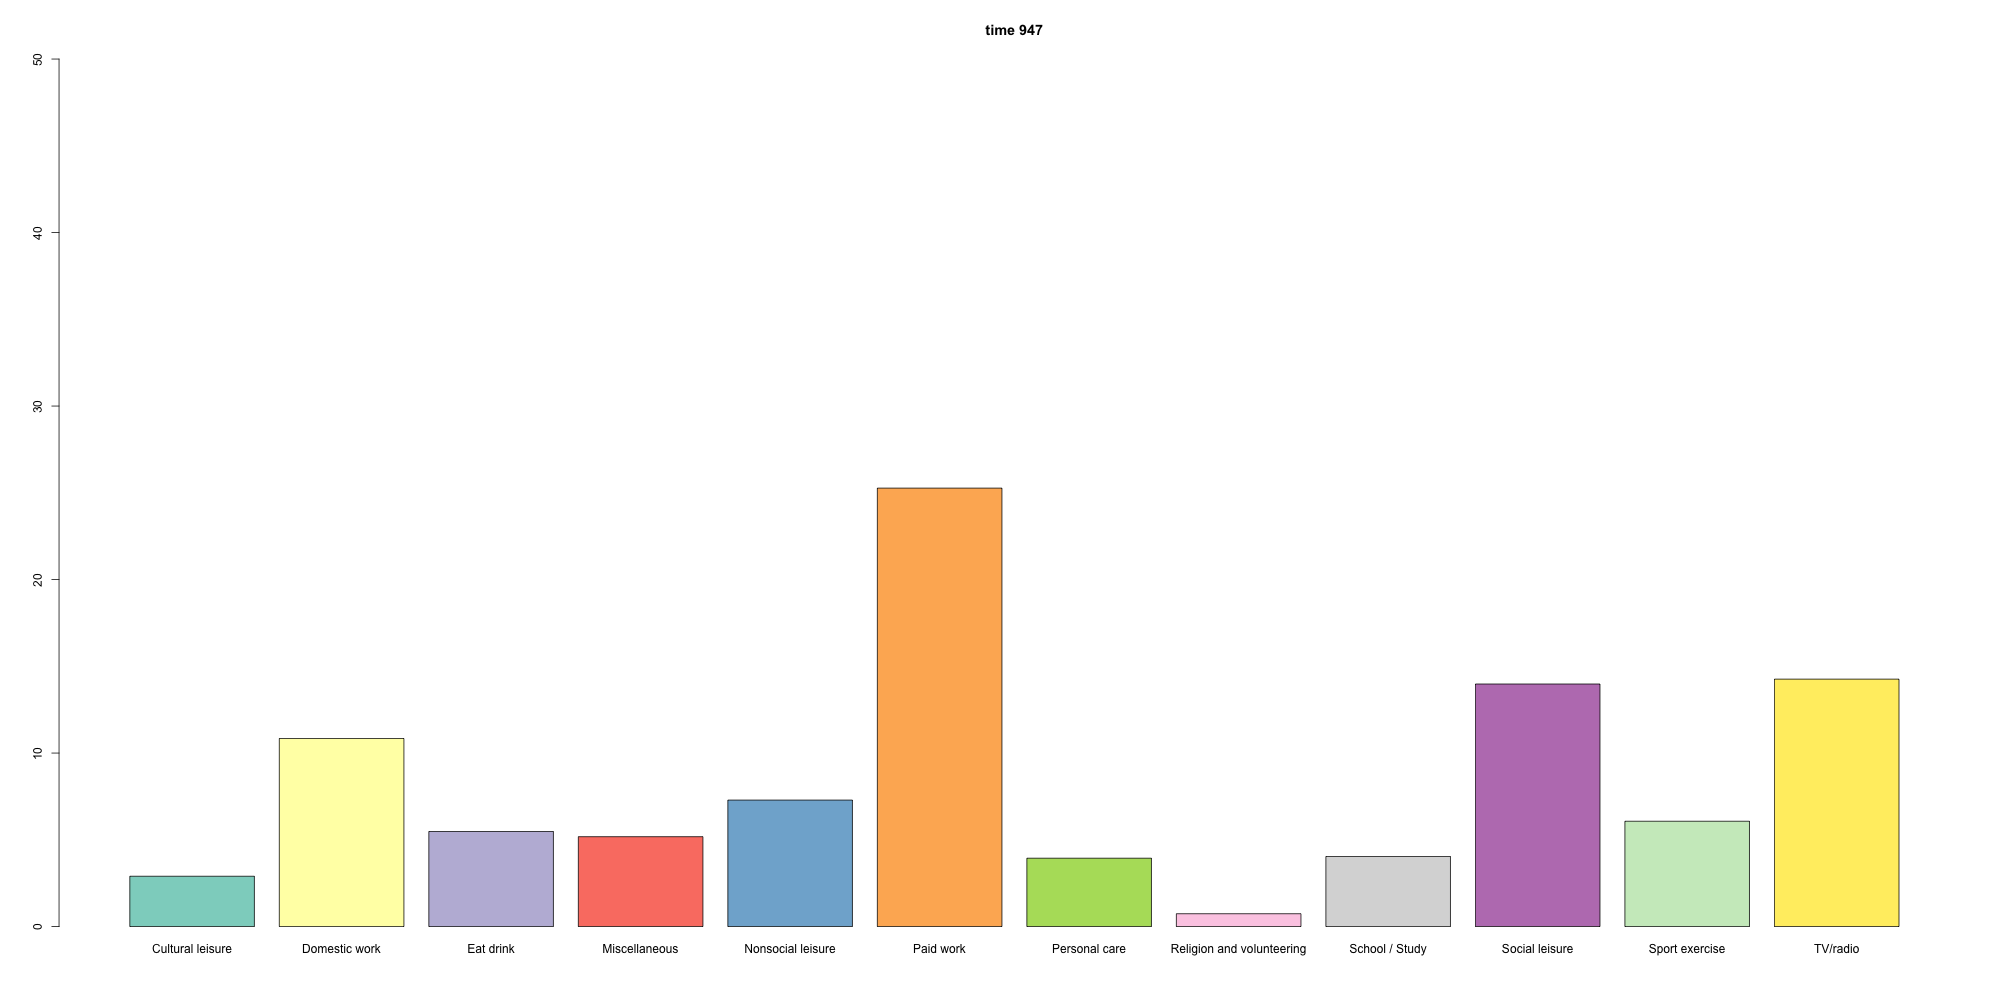 time 947
50
40
30
20
10
0
Cultural leisure
Domestic work
Eat drink
Miscellaneous
Nonsocial leisure
Paid work
Personal care
Religion and volunteering
School / Study
Social leisure
Sport exercise
TV/radio